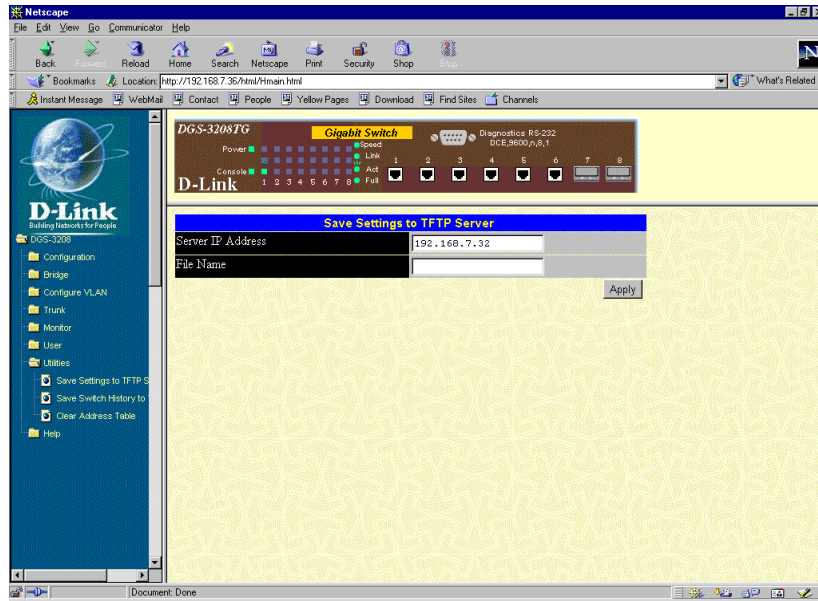 Netscape
File Edit View Go Communicator Help
Back Forward Reload Home Search Netscape Print Security Shop Stop
N
Bookmarks Location: http://192.168.7.36/html/Hmain.html What's Related
Instant Message WebMail Contact People Yellow Pages Download Find Sites Channels
D-Link
Building Networks for People
DGS-3208
Configuration
Bridge
Configure VLAN
Trunk
Monitor
User
Utilities
Save Settings to TFTP S
Save Switch History to
Clear Address Table
Help
DGS-3208TG Gigabit Switch Diagnostics RS-232
DCE,9600,n,8,1
Power Speed
Link
Console Act
Full
D-Link 1 2 3 4 5 6 7 8
1 2 3 4 5 6 7 8
Save Settings to TFTP Server
Server IP Address 192.168.7.32
File Name
Apply
Document: Done